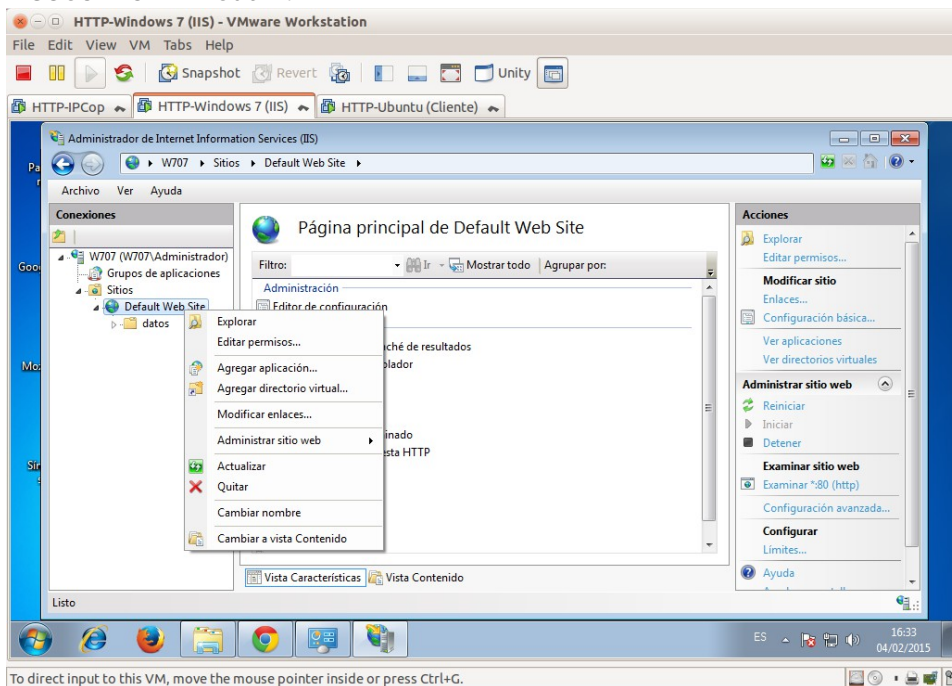 HTTP-Windows 7 (IIS) - VMware Workstation
File Edit View VM Tabs Help
Snapshot Revert Unity
HTTP-IPCop HTTP-Windows 7 (IIS) HTTP-Ubuntu (Cliente)
Administrador de Internet Information Services (IIS)
W707 Sitios Default Web Site
Archivo Ver Ayuda
Conexiones
W707 (W707\Administrador)
Grupos de aplicaciones
Sitios
Default Web Site
datos
Explorar
Editar permisos...
Agregar aplicación...
Agregar directorio virtual...
Modificar enlaces...
Administrar sitio web
Actualizar
Quitar
Cambiar nombre
Cambiar a vista Contenido
Página principal de Default Web Site
Filtro: Ir Mostrar todo Agrupar por:
Administración
Editor de configuración
de resultados
Vista Características Vista Contenido
Acciones
Explorar
Editar permisos...
Modificar sitio
Enlaces...
Configuración básica...
Ver aplicaciones
Ver directorios virtuales
Administrar sitio web
Reiniciar
Iniciar
Detener
Examinar sitio web
Examinar *:80 (http)
Configuración avanzada...
Configurar
Límites...
Ayuda
Listo
ES 16:33
04/02/2015
To direct input to this VM, move the mouse pointer inside or press Ctrl+G.